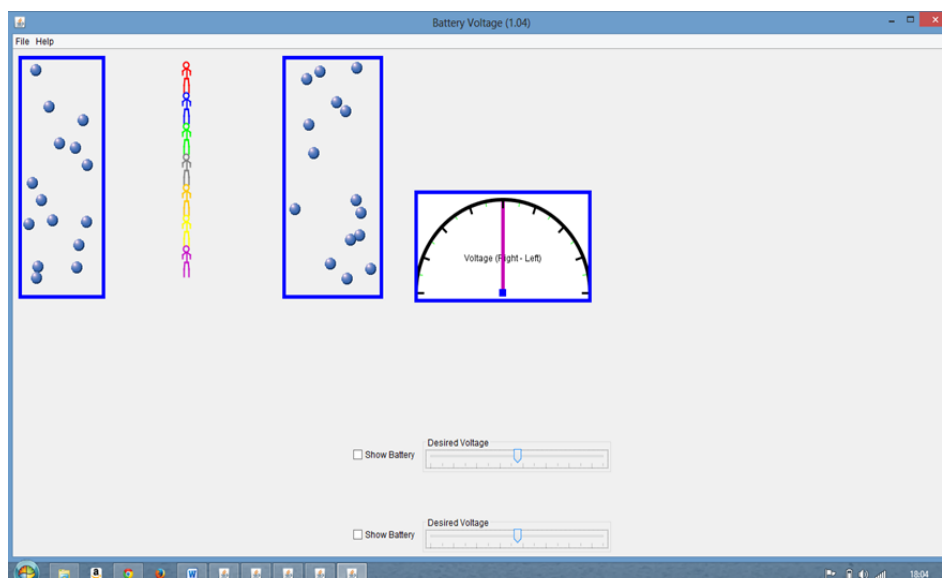 Battery Voltage (1.04)
File Help
Voltage (Right - Left)
Show Battery
Desired Voltage
Show Battery
Desired Voltage
a
W
18:04